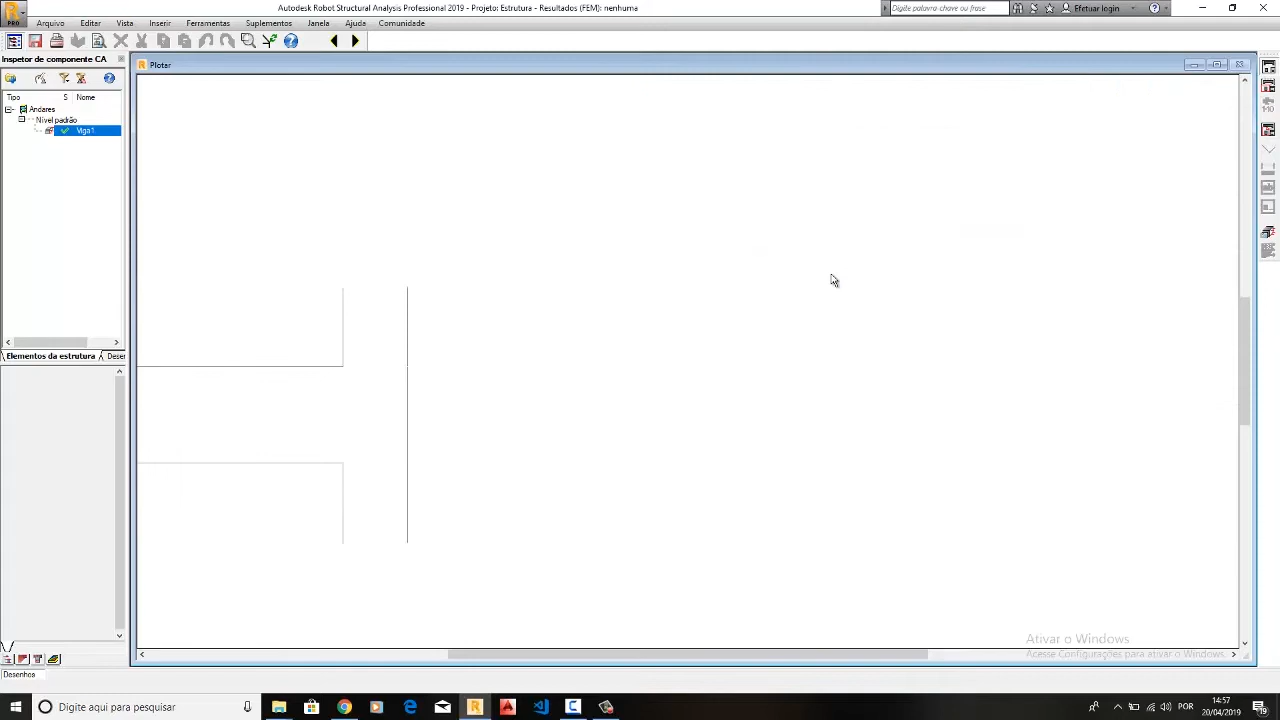 Autodesk Robot Structural Analysis Professional 2019 - Projeto: Estrutura - Resultados (FEM): nenhuma
Digite palavra-chave ou frase
Efetuar login
PRO
Arquivo Editar Vista Inserir Ferramentas Suplementos Janela Ajuda Comunidade
Inspetor de componente CA
Plotar
Tipo S Nome
Andares
Nível padrão
Viga1
Elementos da estrutura
Desenhos
Ativar o Windows
Acesse Configurações para ativar o Windows.
Digite aqui para pesquisar
POR
14:57
20/04/2019